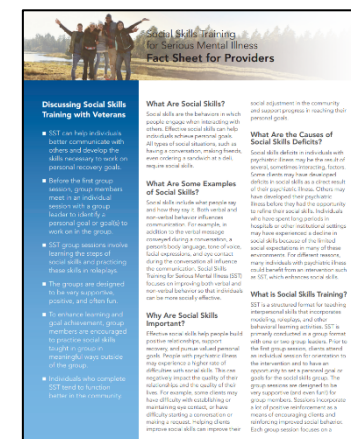 Social Skills Training
for Serious Mental Illness
Fact Sheet for Providers
Discussing Social Skills
Training with Veterans
SST can help individuals
better communicate with
others and develop the
skills necessary to work on
personal recovery goals.
Before the first group
session, group members
meet in an individual
session with a group
leader to identify a
personal goal or goal(s) to
work on in the group.
SST group sessions involve
learning the steps of
social skills and practicing
these skills in roleplays.
The groups are designed
to be very supportive,
positive, and often fun.
To enhance learning and
goal achievement, group
members are encouraged
to practice social skills
taught in group in
meaningful ways outside
of the group.
Individuals who complete
SST tend to function
better in the community.
What Are Social Skills?
Social skills are the behaviors in which
people engage when interacting with
others. Effective social skills can help
individuals achieve personal goals.
All types of social situations, such as
having a conversation, making friends,
even ordering a sandwich at a deli,
require social skills.
What Are Some Examples
of Social Skills?
Social skills include what people say
and how they say it. Both verbal and
non-verbal behavior influences
communication. For example, in
addition to the verbal message
conveyed during a conversation, a
person's body language, tone of voice,
facial expressions, and eye contact
during the conversation all influence
the communication. Social Skills
Training for Serious Mental Illness (SST)
focuses on improving both verbal and
non-verbal behavior so that individuals
can be more socially effective.
Why Are Social Skills
Important?
Effective social skills help people build
positive relationships, support
recovery, and pursue valued personal
goals. People with psychiatric illness
may experience a higher rate of
difficulties with social skills. This can
negatively impact the quality of their
relationships and the quality of their
lives. For example, some clients may
have difficulty with establishing or
maintaining eye contact, or have
difficulty starting a conversation or
making a request. Helping clients
improve social skills can improve their
social adjustment in the community
and support progress in reaching their
personal goals.
What Are the Causes of
Social Skills Deficits?
Social skills deficits in individuals with
psychiatric illness may be the result of
several, sometimes interacting, factors.
Some clients may have developed
deficits in social skills as a direct result
of their psychiatric illness. Others may
have developed their psychiatric
illness before they had the opportunity
to refine their social skills. Individuals
who have spent long periods in
hospitals or other institutional settings
may have experienced a decline in
social skills because of the limited
social expectations in many of these
environments. For different reasons,
many individuals with psychiatric illness
could benefit from an intervention such
as SST, which enhances social skills.
What is Social Skills Training?
SST is a structured format for teaching
interpersonal skills that incorporates
modeling, roleplays, and other
behavioral learning activities. SST is
primarily conducted in a group format
with one or two group leaders. Prior to
the first group session, clients attend
an individual session for orientation to
the intervention and to have an
opportunity to set a personal goal or
goals for the social skills group. The
group sessions are designed to be
very supportive (and even fun!) for
group members. Sessions incorporate
a lot of positive reinforcement as a
means of encouraging clients and
reinforcing improved social behavior.
Each group session focuses on a